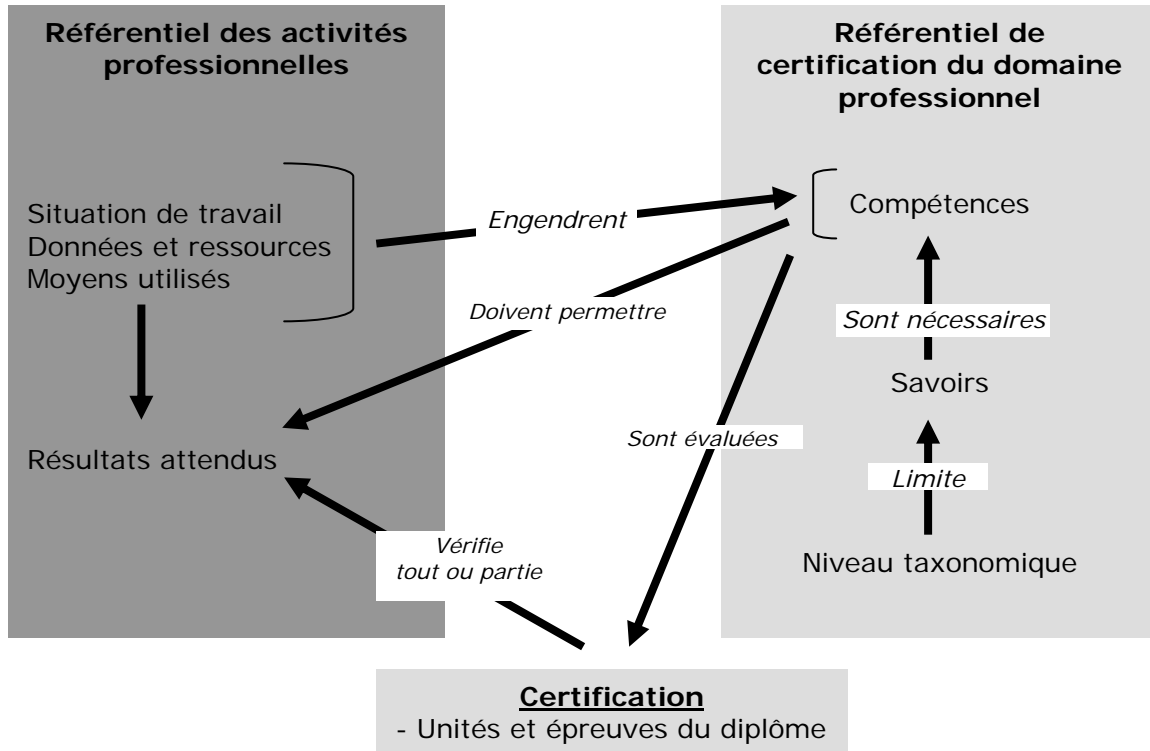 Référentiel des activités
professionnelles
Situation de travail
Données et ressources
Moyens utilisés
Résultats attendus
Engendrent
Doivent permettre
Sont évaluées
Vérifie
tout ou partie
Référentiel de
certification du domaine
professionnel
Compétences
Sont nécessaires
Savoirs
Limite
Niveau taxonomique
Certification
- Unités et épreuves du diplôme